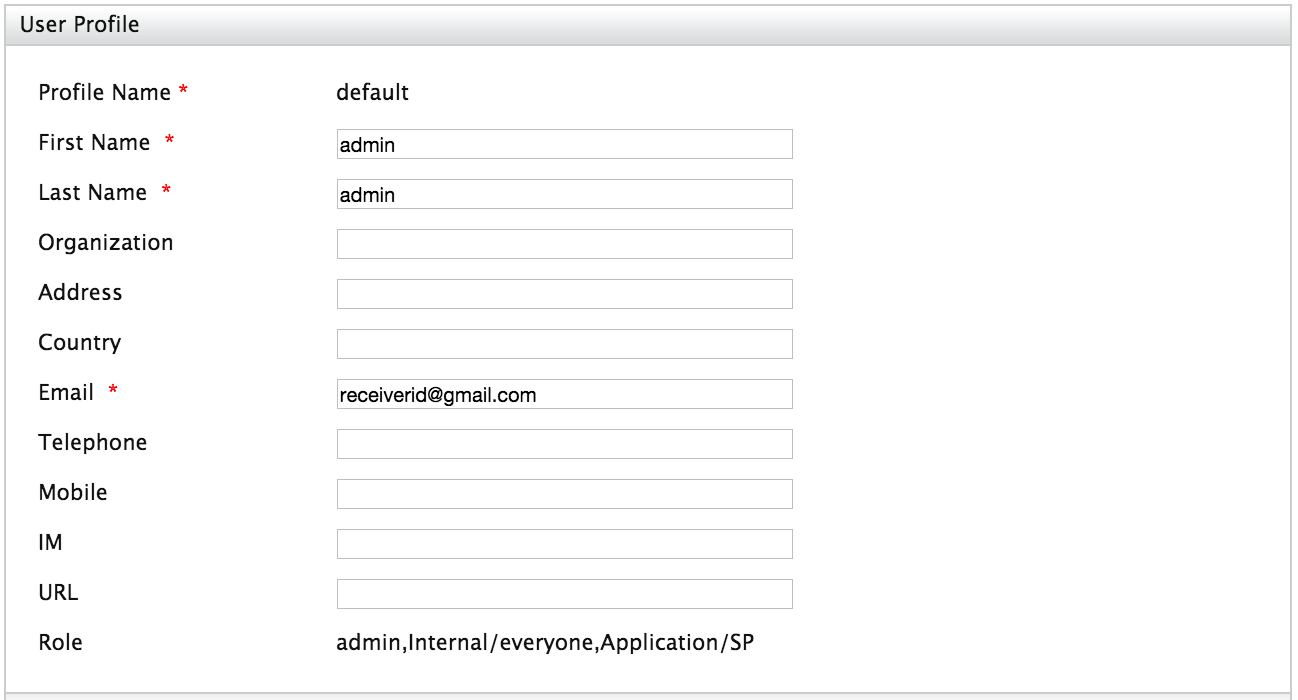 User Profile
Profile Name * default
First Name * admin
Last Name * admin
Organization
Address
Country
Email * receiverid@gmail.com
Telephone
Mobile
IM
URL
Role admin,Internal/everyone,Application/SP